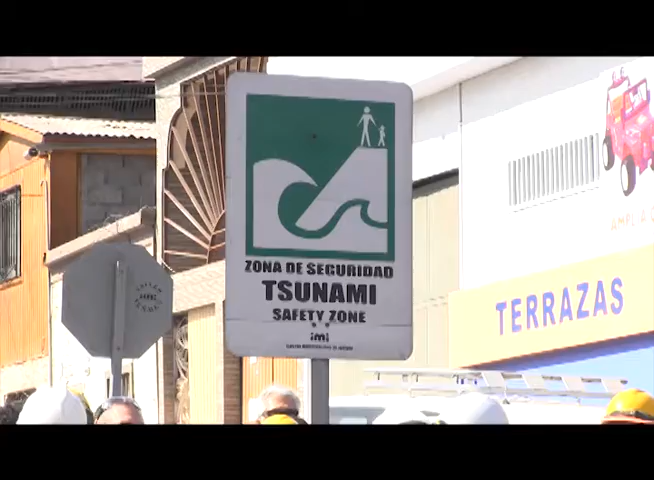 ZONA DE SEGURIDAD
TSUNAMI
SAFETY ZONE
imi
TERRAZAS